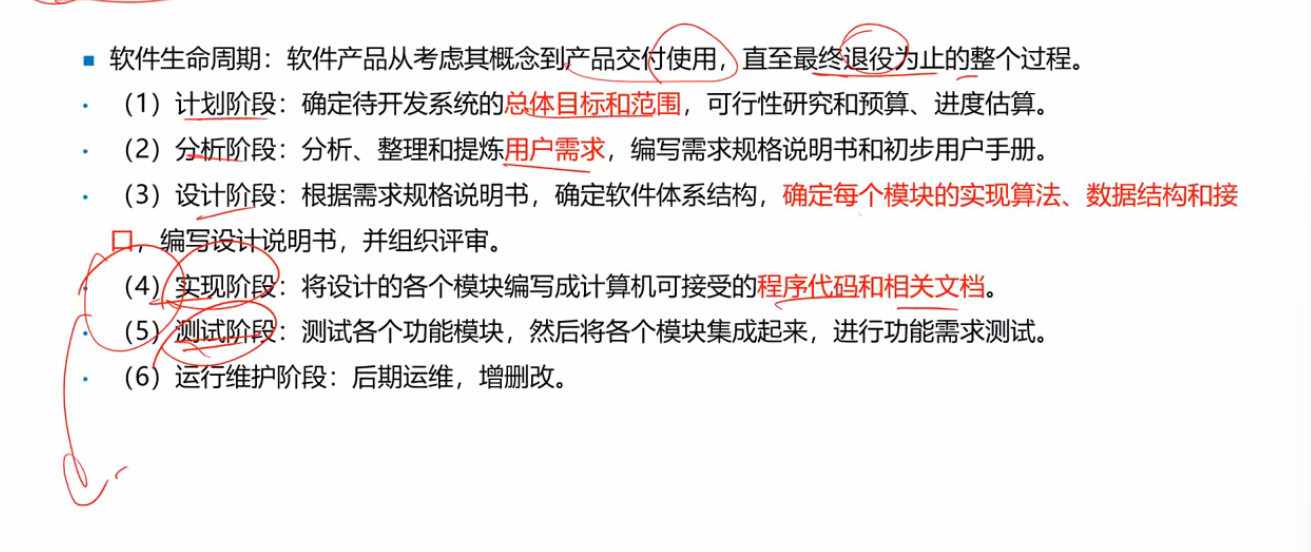 ■ 软件生命周期：软件产品从考虑其概念到产品交付使用，直至最终退役为止的整个过程。
· （1）计划阶段：确定待开发系统的总体目标和范围，可行性研究和预算、进度估算。
· （2）分析阶段：分析、整理和提炼用户需求，编写需求规格说明书和初步用户手册。
· （3）设计阶段：根据需求规格说明书，确定软件体系结构，确定每个模块的实现算法、数据结构和接
口，编写设计说明书，并组织评审。
· （4）实现阶段：将设计的各个模块编写成计算机可接受的程序代码和相关文档。
· （5）测试阶段：测试各个功能模块，然后将各个模块集成起来，进行功能需求测试。
· （6）运行维护阶段：后期运维，增删改。